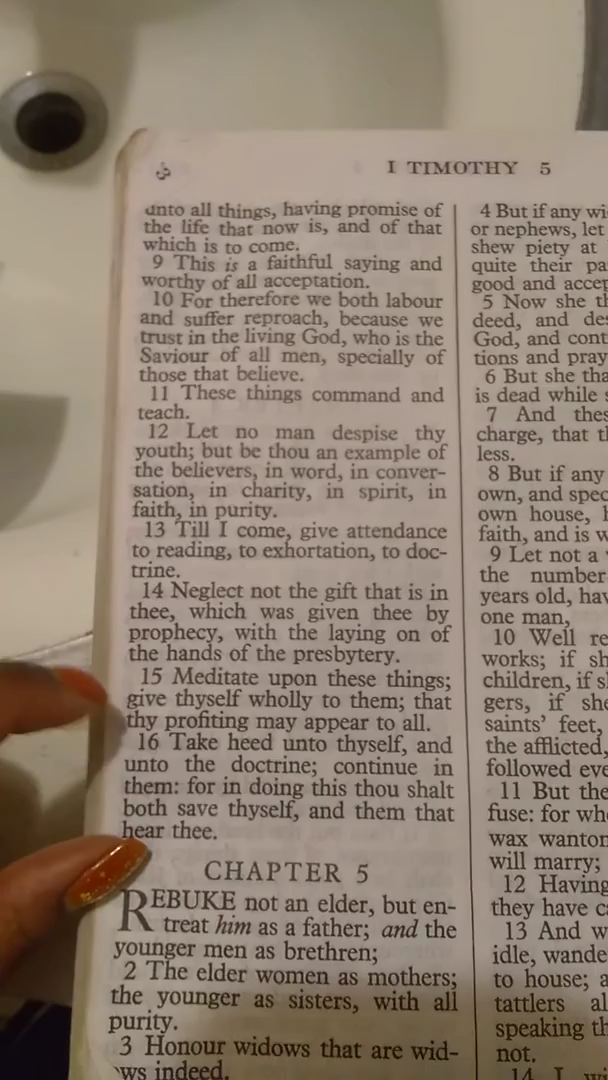 I TIMOTHY 5
unto all things, having promise of
the life that now is, and of that
which is to come.
9 This is a faithful saying and
worthy of all acceptation.
10 For therefore we both labour
and suffer reproach, because we
trust in the living God, who is the
Saviour of all men, specially of
those that believe.
11 These things command and
teach.
12 Let no man despise thy
youth; but be thou an example of
the believers, in word, in conver-
sation, in charity, in spirit, in
faith, in purity.
13 Till I come, give attendance
to reading, to exhortation, to doc-
trine.
14 Neglect not the gift that is in
thee, which was given thee by
prophecy, with the laying on of
the hands of the presbytery.
15 Meditate upon these things;
give thyself wholly to them; that
thy profiting may appear to all.
16 Take heed unto thyself, and
unto the doctrine; continue in
them: for in doing this thou shalt
both save thyself, and them that
hear thee.
CHAPTER 5
REBUKE not an elder, but en-
treat him as a father; and the
younger men as brethren;
2 The elder women as mothers;
the younger as sisters, with all
purity.
3 Honour widows that are wid-
ows indeed.
4 But if any
or nephews, let
shew piety at
quite their
good and
5 Now she
deed, and
God, and
tions and pray
6 But she
is dead while
7 And
charge, that
less.
8 But if any
own, and
own house,
faith, and is
9 Let not a
the number
years old,
one man,
10 Well
works; if
children, if
gers, if she
saints' feet,
the afflicted,
followed
11 But the
fuse: for
wax wanton
will marry;
12 Having
they have
13 And
idle,
to house;
tattlers
speaking
not.
14 I